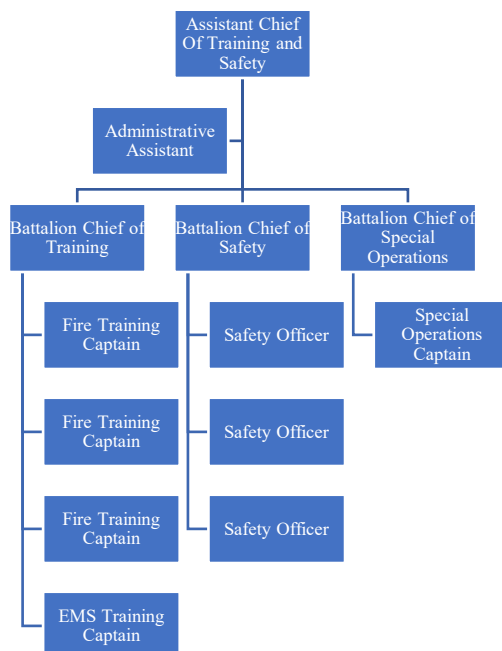 Assistant Chief
Of Training and
Safety
Administrative
Assistant
Battalion Chief of
Training
Battalion Chief of
Safety
Battalion Chief of
Special
Operations
Fire Training
Captain
Safety Officer
Special
Operations
Captain
Fire Training
Captain
Safety Officer
Fire Training
Captain
Safety Officer
EMS Training
Captain